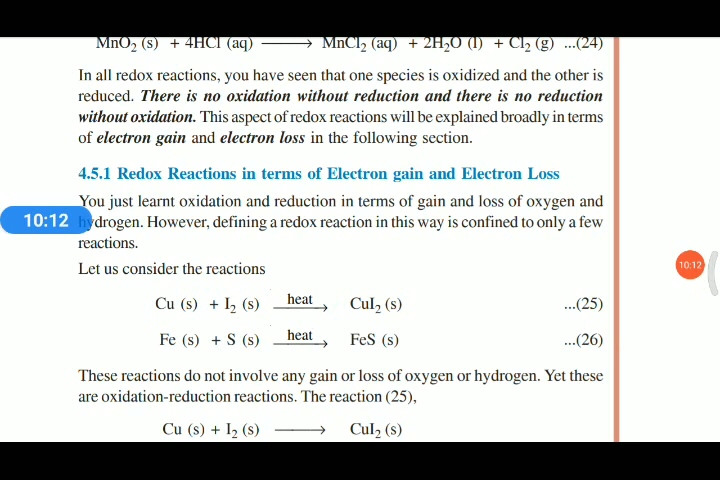 MnO₂ (s) + 4HCl (aq) ⟶ MnCl₂ (aq) + 2H₂O (l) + Cl₂ (g) ...(24)
In all redox reactions, you have seen that one species is oxidized and the other is
reduced. There is no oxidation without reduction and there is no reduction
without oxidation. This aspect of redox reactions will be explained broadly in terms
of electron gain and electron loss in the following section.
4.5.1 Redox Reactions in terms of Electron gain and Electron Loss
You just learnt oxidation and reduction in terms of gain and loss of oxygen and
10:12
hydrogen. However, defining a redox reaction in this way is confined to only a few
reactions.
10:12
Let us consider the reactions
Cu (s) + I₂ (s) heat⟶ CuI₂ (s) ...(25)
Fe (s) + S (s) heat⟶ FeS (s) ...(26)
These reactions do not involve any gain or loss of oxygen or hydrogen. Yet these
are oxidation-reduction reactions. The reaction (25),
Cu (s) + I₂ (s) ⟶ CuI₂ (s)